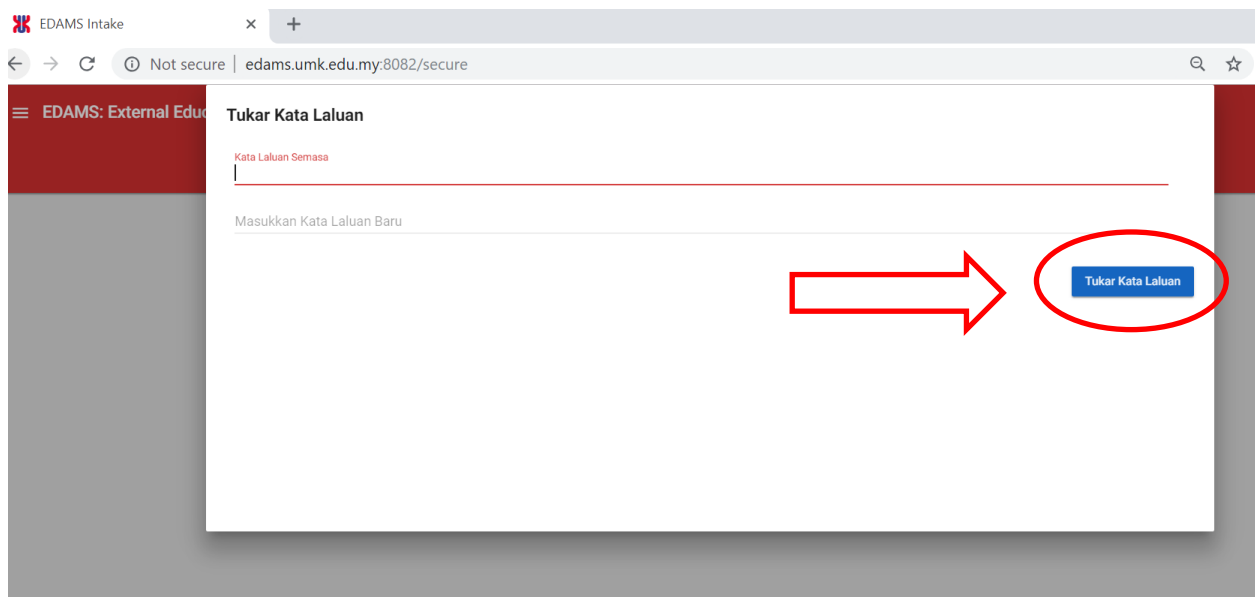 EDAMS Intake
Not secure | edams.umk.edu.my:8082/secure
EDAMS: External Educ
Tukar Kata Laluan
Kata Laluan Semasa
Masukkan Kata Laluan Baru
Tukar Kata Laluan